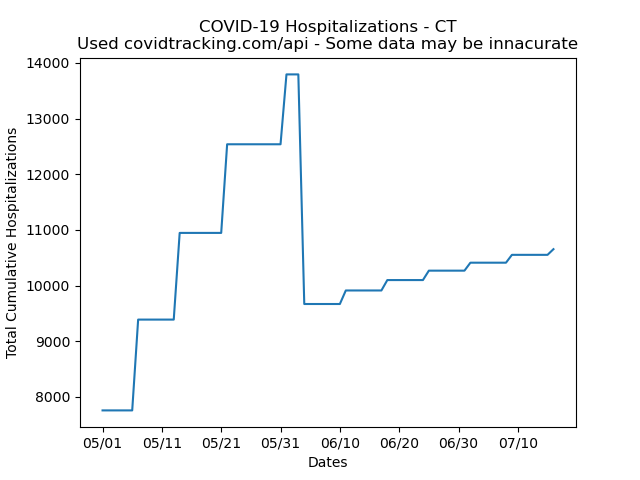 COVID-19 Hospitalizations - CT
Used covidtracking.com/api - Some data may be innacurate
14000
13000
12000
11000
10000
9000
8000
Total Cumulative Hospitalizations
05/01 05/11 05/21 05/31 06/10 06/20 06/30 07/10
Dates